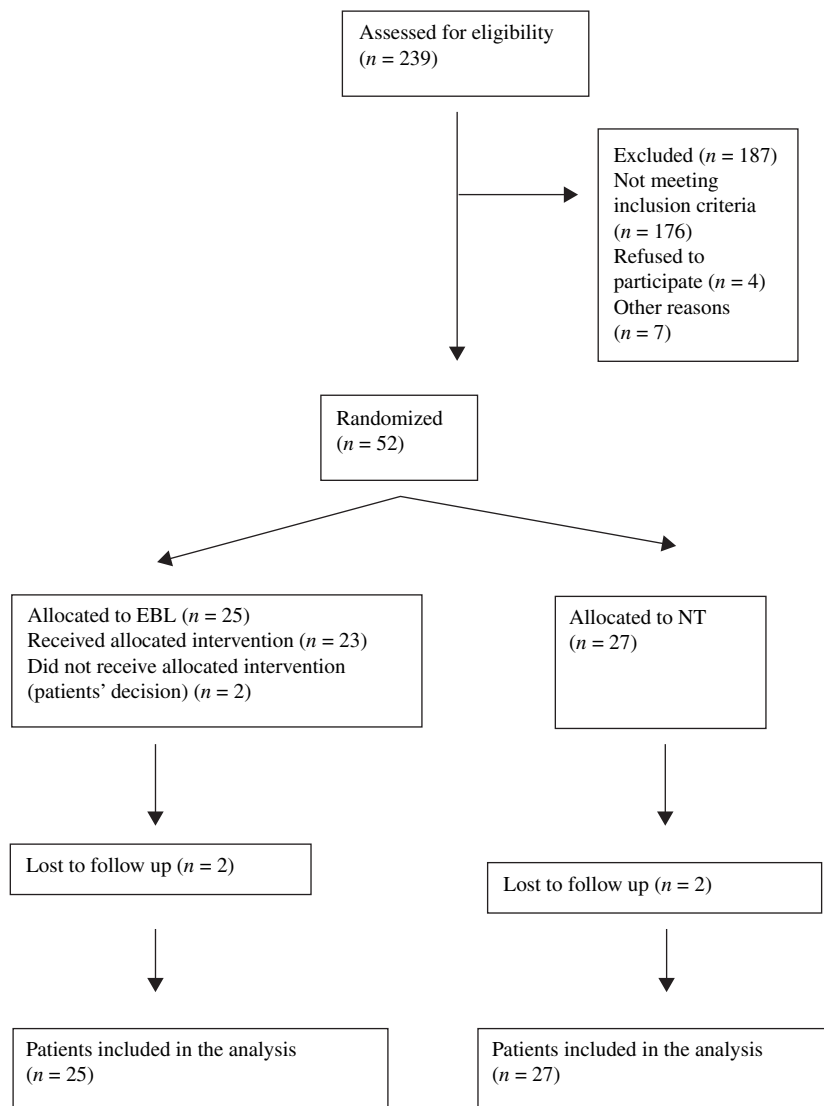 Assessed for eligibility
(n = 239)
Excluded (n = 187)
Not meeting
inclusion criteria
(n = 176)
Refused to
participate (n = 4)
Other reasons
(n = 7)
Randomized
(n = 52)
Allocated to EBL (n = 25)
Received allocated intervention (n = 23)
Did not receive allocated intervention
(patients’ decision) (n = 2)
Allocated to NT
(n = 27)
Lost to follow up (n = 2)
Lost to follow up (n = 2)
Patients included in the analysis
(n = 25)
Patients included in the analysis
(n = 27)